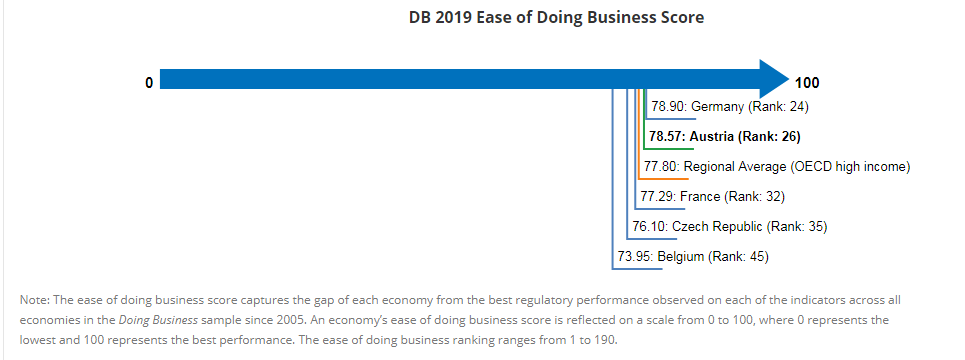 DB 2019 Ease of Doing Business Score
0
100
78.90: Germany (Rank: 24)
78.57: Austria (Rank: 26)
77.80: Regional Average (OECD high income)
77.29: France (Rank: 32)
76.10: Czech Republic (Rank: 35)
73.95: Belgium (Rank: 45)
Note: The ease of doing business score captures the gap of each economy from the best regulatory performance observed on each of the indicators across all
economies in the Doing Business sample since 2005. An economy's ease of doing business score is reflected on a scale from 0 to 100, where 0 represents the
lowest and 100 represents the best performance. The ease of doing business ranking ranges from 1 to 190.